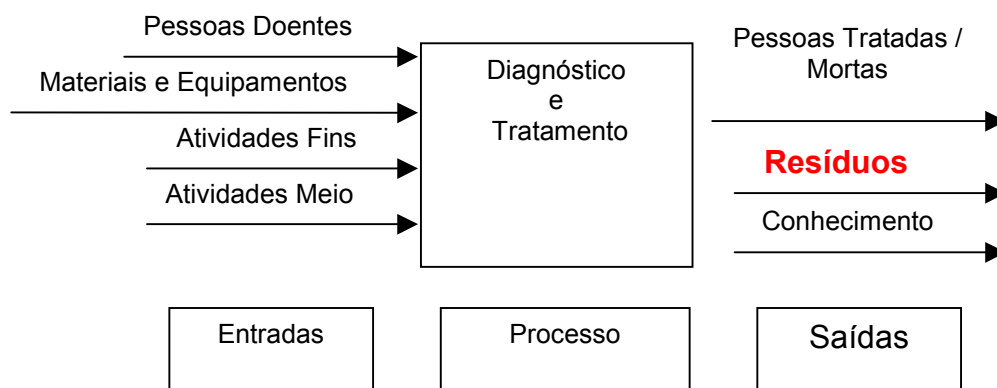 Pessoas Doentes
Materiais e Equipamentos
Atividades Fins
Atividades Meio
Diagnóstico
e
Tratamento
Pessoas Tratadas /
Mortas
Resíduos
Conhecimento
Entradas
Processo
Saídas